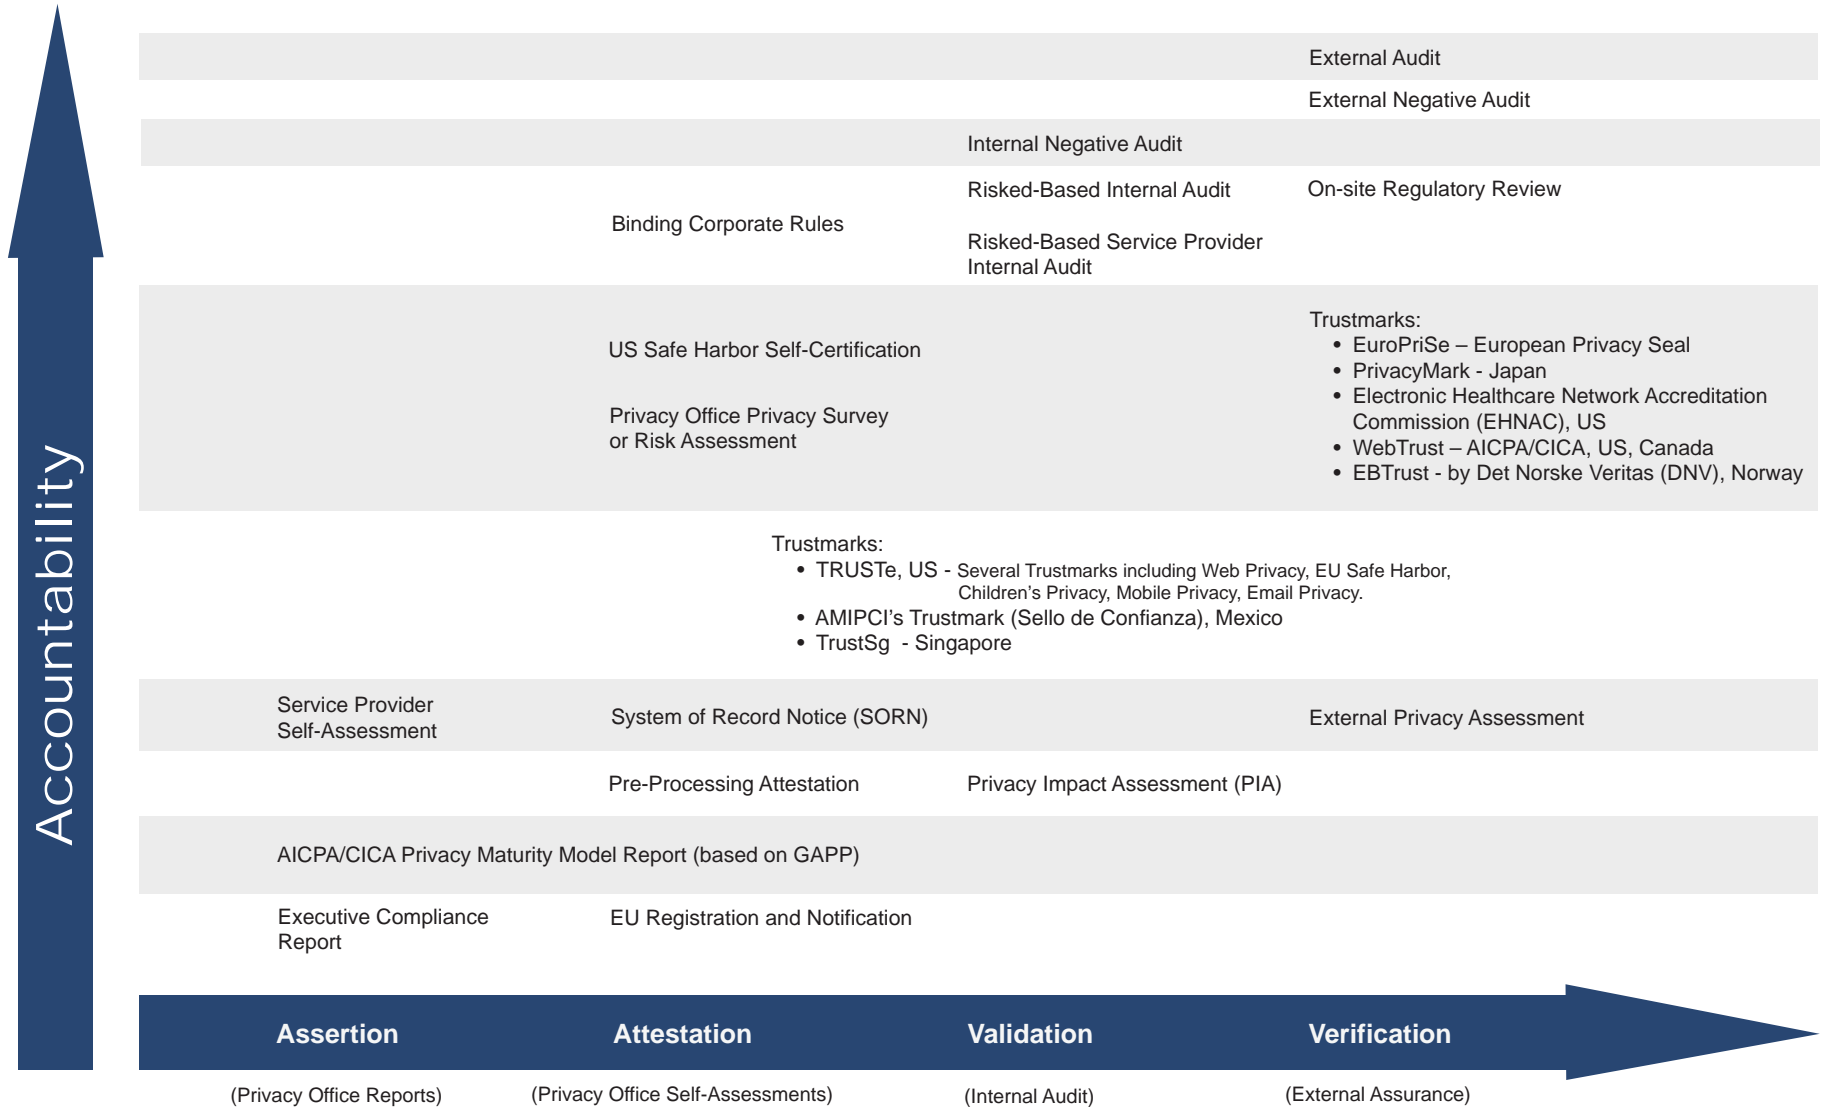 External Audit
External Negative Audit
Internal Negative Audit
Risked-Based Internal Audit
On-site Regulatory Review
Binding Corporate Rules
Risked-Based Service Provider
Internal Audit
Trustmarks:
• EuroPriSe – European Privacy Seal
• PrivacyMark - Japan
• Electronic Healthcare Network Accreditation
Commission (EHNAC), US
• WebTrust – AICPA/CICA, US, Canada
• EBTrust - by Det Norske Veritas (DNV), Norway
US Safe Harbor Self-Certification
Privacy Office Privacy Survey
or Risk Assessment
Trustmarks:
• TRUSTe, US - Several Trustmarks including Web Privacy, EU Safe Harbor,
Children's Privacy, Mobile Privacy, Email Privacy.
• AMIPCI's Trustmark (Sello de Confianza), Mexico
• TrustSg - Singapore
Service Provider
Self-Assessment
System of Record Notice (SORN)
External Privacy Assessment
Pre-Processing Attestation
Privacy Impact Assessment (PIA)
AICPA/CICA Privacy Maturity Model Report (based on GAPP)
Executive Compliance
Report
EU Registration and Notification
Accountability
Assertion
Attestation
Validation
Verification
(Privacy Office Reports)
(Privacy Office Self-Assessments)
(Internal Audit)
(External Assurance)